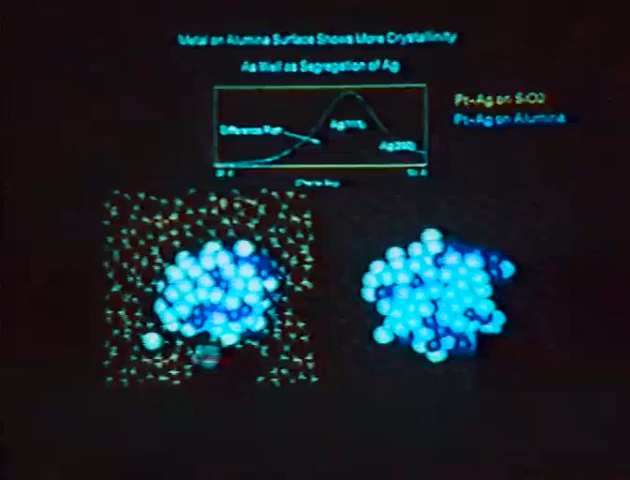 Metal on Alumina Surface Shows More Crystallinity
As Well as Segregation of Ag
Pt-Ag on SiO2
Pt-Ag on Alumina
Difference Plot
Ag(111)
Ag(200)